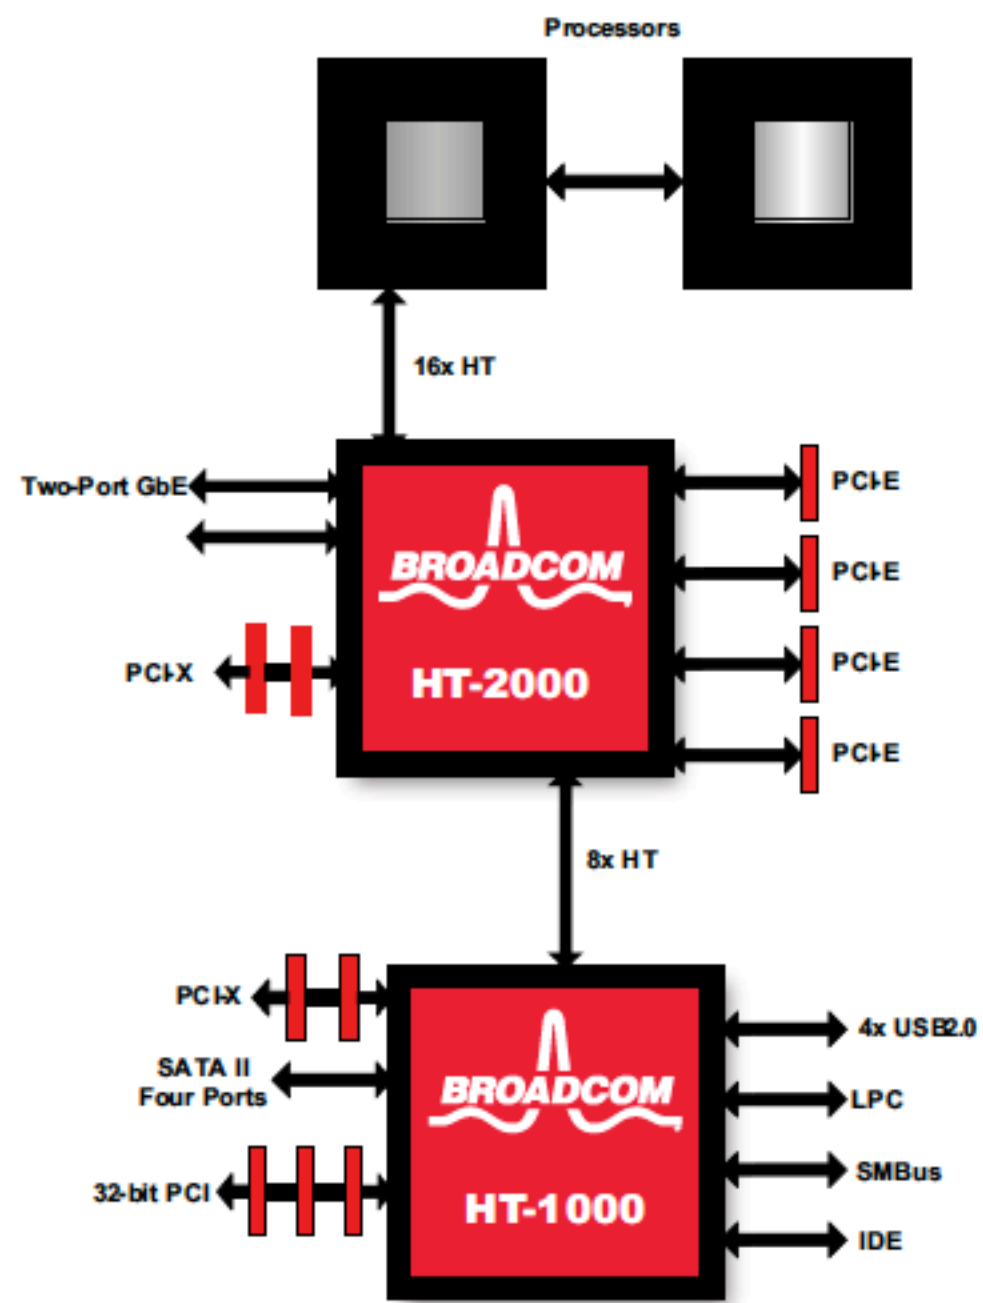 Processors
16x HT
Two-Port GbE
PCI-E
BROADCOM
PCI-E
PCI-X
HT-2000
PCI-E
PCI-E
8x HT
PCI-X
SATA II
Four Ports
32-bit PCI
BROADCOM
HT-1000
4x USB2.0
LPC
SMBus
IDE